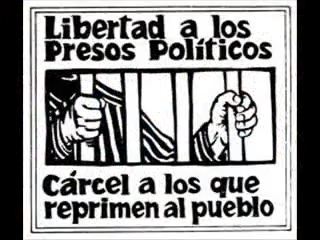 Libertad a los
Presos Políticos
Cárcel a los que
reprimen al pueblo